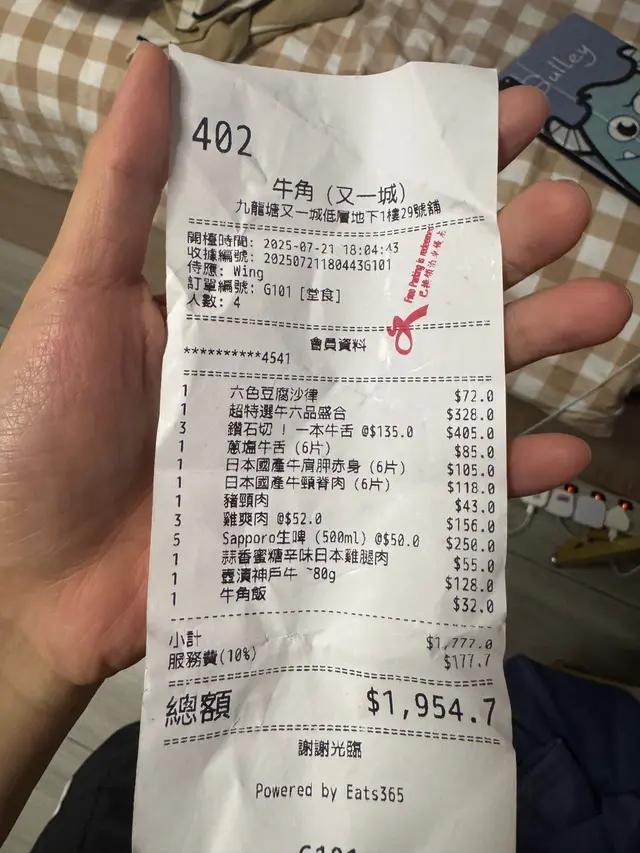 402
牛角 (又一城)
九龍塘又一城低層地下1樓29號舖
開檯時間: 2025-07-21 18:04:43
收據編號: 20250721180443G101
侍應: Wing
訂單編號: G101 [堂食]
人數: 4
Free Parking is redeemed
會員資料
**********4541
1 六色豆腐沙律 $72.0
1 超特選牛六品盛合 $328.0
3 鑽石切 ! 一本牛舌 @$135.0 $405.0
1 蔥塩牛舌 (6片) $85.0
1 日本國產牛肩胛赤身 (6片) $105.0
1 日本國產牛頸脊肉 (6片) $118.0
1 豬頸肉 $43.0
3 雞爽肉 @$52.0 $156.0
5 Sapporo生啤 (500ml) @$50.0 $250.0
1 蒜香蜜糖辛味日本雞腿肉 $55.0
1 壺漬神戶牛 ~80g $128.0
1 牛角飯 $32.0
小計 $1,777.0
服務費(10%) $177.7
總額 $1,954.7
謝謝光臨
Powered by Eats365
G101
Sulley